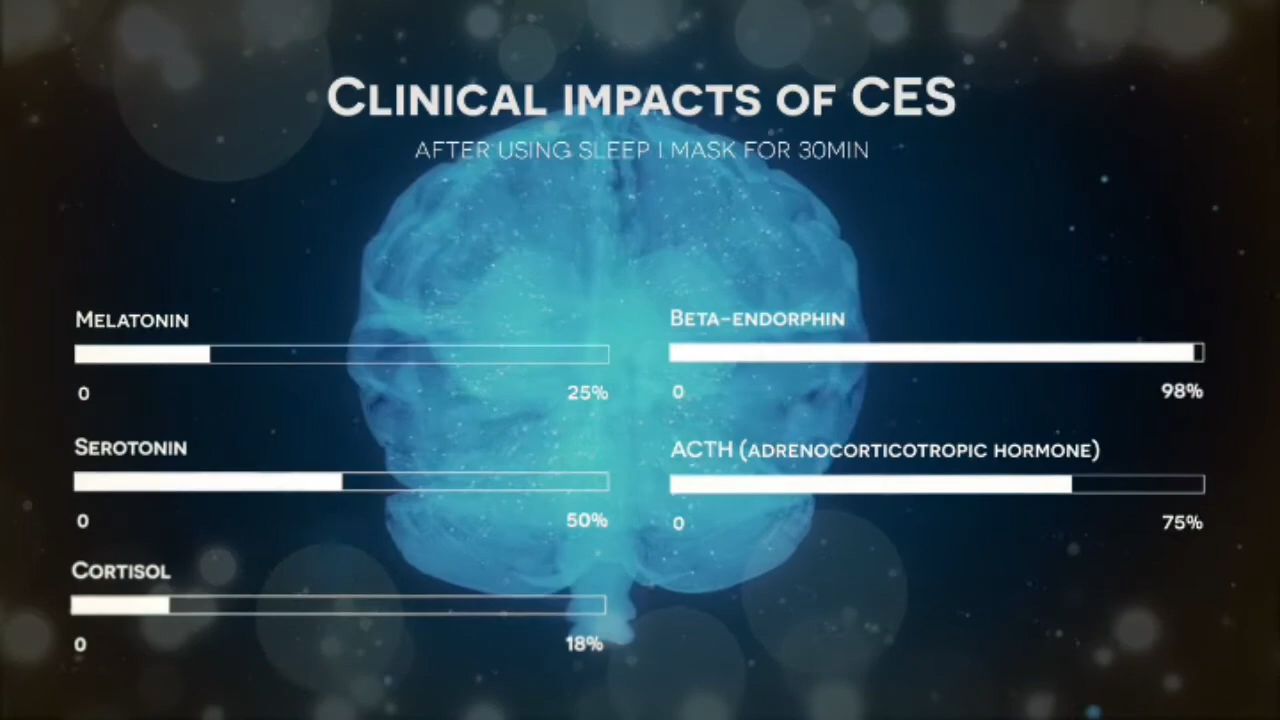 CLINICAL IMPACTS OF CES
AFTER USING SLEEP I MASK FOR 30MIN
MELATONIN
0 25%
SEROTONIN
0 50%
CORTISOL
0 18%
BETA-ENDORPHIN
0 98%
ACTH (ADRENOCORTICOTROPIC HORMONE)
0 75%